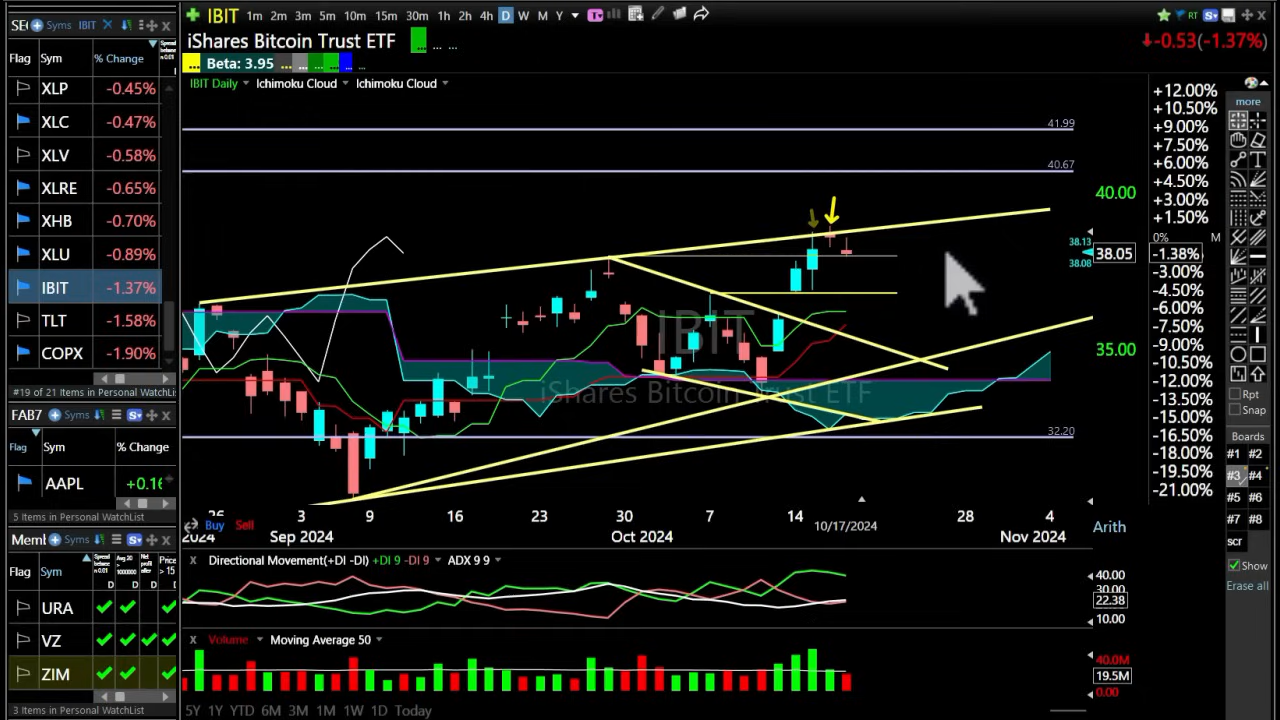 SE Syms IBIT
Flag Sym % Change
XLP -0.45%
XLC -0.47%
XLV -0.58%
XLRE -0.65%
XHB -0.70%
XLU -0.89%
IBIT -1.37%
TLT -1.58%
COPX -1.90%
#19 of 21 Items in Personal WatchList
FAB7 Syms
Flag Sym % Change
AAPL +0.16
5 Items in Personal WatchList
Mem Syms
Flag Sym
URA
VZ
ZIM
3 Items in Personal WatchList
IBIT 1m 2m 3m 5m 10m 15m 30m 1h 2h 4h D W M Y
iShares Bitcoin Trust ETF ... ...
... Beta: 3.95 ...
IBIT Daily Ichimoku Cloud Ichimoku Cloud
RT
-0.53(-1.37%)
41.99
40.67
40.00
38.13
38.05
38.08
35.00
32.20
IBIT
iShares Bitcoin Trust ETF
+12.00%
+10.50%
+9.00%
+7.50%
+6.00%
+4.50%
+3.00%
+1.50%
0% M
-1.38%
-3.00%
-4.50%
-6.00%
-7.50%
-9.00%
-10.50%
-12.00%
-13.50%
-15.00%
-16.50%
-18.00%
-19.50%
-21.00%
Buy Sell
26 3 9 16 23 30 7 14 10/17/2024 28 4
2024 Sep 2024 Oct 2024 Nov 2024
Arith
X Directional Movement(+DI -DI) +DI 9 -DI 9 ADX 9 9
40.00
30.00
22.38
10.00
X Volume Moving Average 50
40.0M
19.5M
0.00
5Y 1Y YTD 6M 3M 1M 1W 1D Today
more
Rpt
Snap
Boards
#1 #2
#3 #4
#5 #6
#7 #8
scr
Show
Erase all